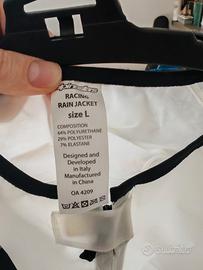 RACING
RAIN JACKET
size L
COMPOSITION
64% POLYURETHANE
29% POLYESTER
7% ELASTANE
Designed and
Developed
in Italy
Manufactured
in China
OA 4209
subito